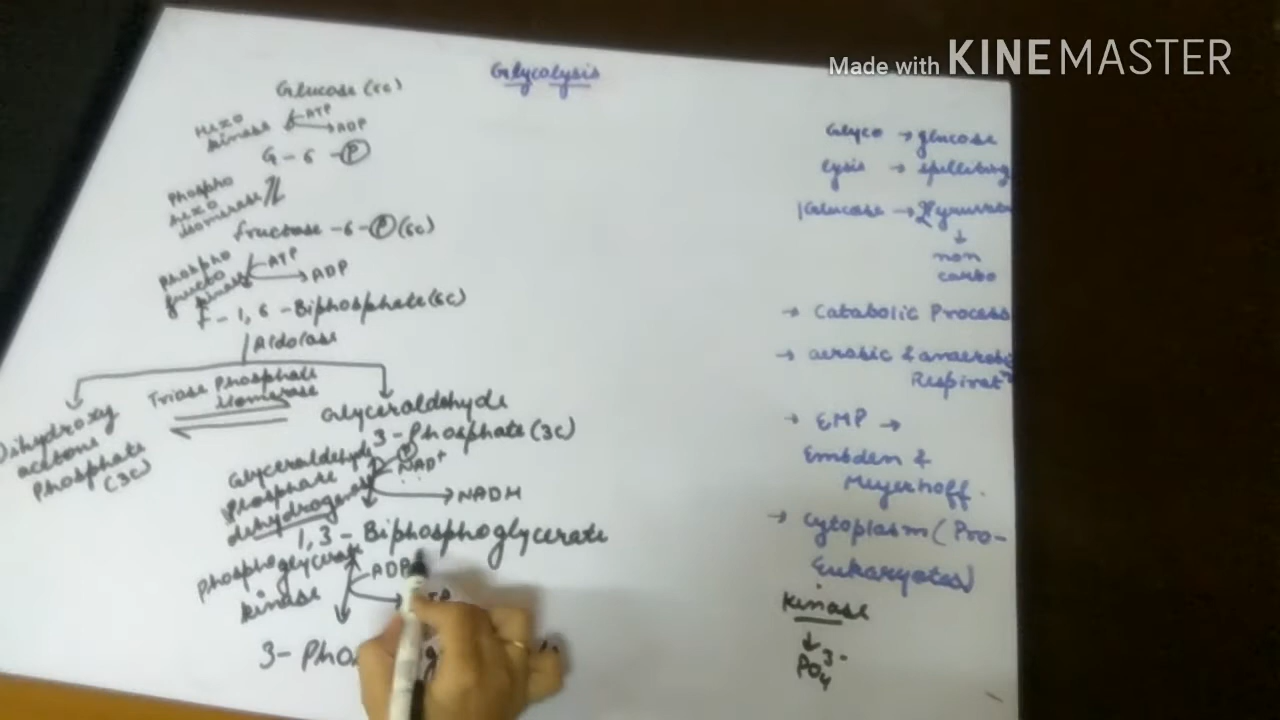 Made with KINEMASTER
Glycolysis
Glucose (6C)
Hexo
kinase
ATP
ADP
G - 6 - P
Phospho
hexo
isomerase
fructose - 6 - P (6C)
Phospho
fructo
kinase
ATP
ADP
F - 1, 6 - Biphosphate (6C)
Aldolase
Triose Phosphate
isomerase
Dihydroxy
acetone
Phosphate
(3C)
Glyceraldehyde
3 - Phosphate (3C)
Glyceraldehyde
phosphate
dehydrogenase
P
NAD+
NADH
1, 3 - Biphosphoglycerate
phosphoglycerate
kinase
ADP
ATP
3 -
Glyco → glucose
lysis → splliting
1 Glucose → 2
↓
non
carbo
→ Catabolic Process
→ aerobic & anaerobic
Respirat
→ EMP →
Embden &
Meyerhoff.
→ Cytoplasm (Pro-
Eukaryotes)
Kinase
↓
PO4 3-